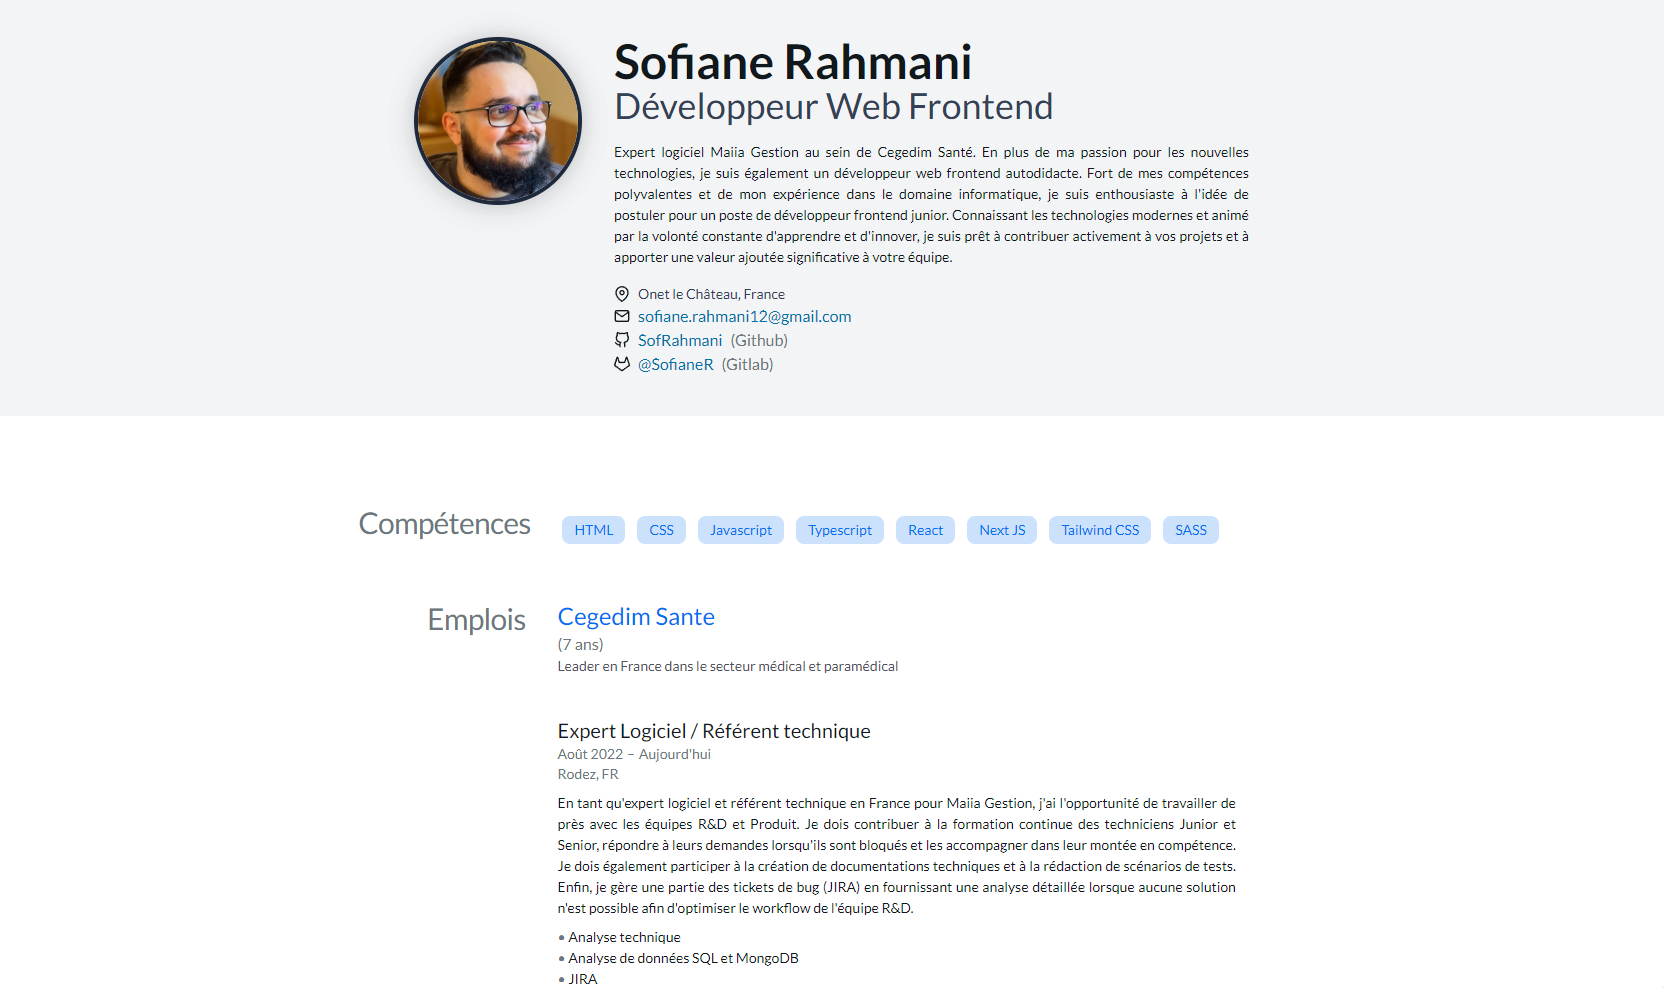 Sofiane Rahmani
Développeur Web Frontend
Expert logiciel Maiia Gestion au sein de Cegedim Santé. En plus de ma passion pour les nouvelles
technologies, je suis également un développeur web frontend autodidacte. Fort de mes compétences
polyvalentes et de mon expérience dans le domaine informatique, je suis enthousiaste à l'idée de
postuler pour un poste de développeur frontend junior. Connaissant les technologies modernes et animé
par la volonté constante d'apprendre et d'innover, je suis prêt à contribuer activement à vos projets et à
apporter une valeur ajoutée significative à votre équipe.
Onet le Château, France
sofiane.rahmani12@gmail.com
SofRahmani (Github)
@SofianeR (Gitlab)
Compétences HTML CSS Javascript Typescript React Next JS Tailwind CSS SASS
Emplois Cegedim Sante
(7 ans)
Leader en France dans le secteur médical et paramédical
Expert Logiciel / Référent technique
Août 2022 – Aujourd'hui
Rodez, FR
En tant qu'expert logiciel et référent technique en France pour Maiia Gestion, j'ai l'opportunité de travailler de
près avec les équipes R&D et Produit. Je dois contribuer à la formation continue des techniciens Junior et
Senior, répondre à leurs demandes lorsqu'ils sont bloqués et les accompagner dans leur montée en compétence.
Je dois également participer à la création de documentations techniques et à la rédaction de scénarios de tests.
Enfin, je gère une partie des tickets de bug (JIRA) en fournissant une analyse détaillée lorsque aucune solution
n'est possible afin d'optimiser le workflow de l'équipe R&D.
• Analyse technique
• Analyse de données SQL et MongoDB
• JIRA